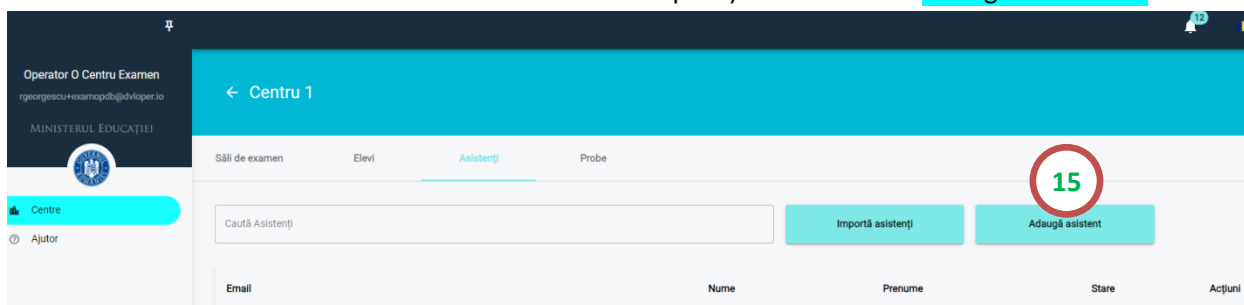 12
Operator O Centru Examen
rgeorgescu+examopdb@dvloper.io
MINISTERUL EDUCAȚIEI
← Centru 1
Săli de examen Elevi Asistenți Probe
15
Centre
Ajutor
Caută Asistenți Importă asistenți Adaugă asistent
Email Nume Prenume Stare Acțiuni